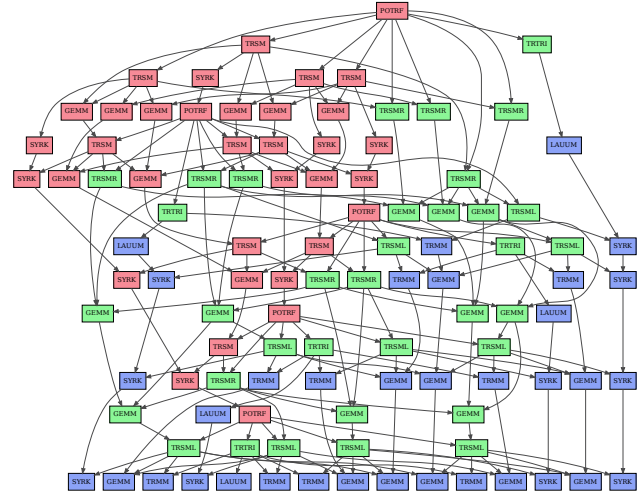 POTRF
TRSM TRTRI
TRSM SYRK TRSM TRSM
GEMM GEMM GEMM POTRF GEMM GEMM GEMM TRSMR TRSMR TRSMR
SYRK TRSM TRSM TRSM SYRK SYRK LAUUM
SYRK GEMM TRSMR GEMM TRSMR TRSMR SYRK GEMM SYRK TRSMR
TRTRI POTRF GEMM GEMM GEMM TRSML
LAUUM TRSM TRSM TRSML TRMM TRTRI TRSML SYRK
SYRK SYRK GEMM SYRK TRSMR TRSMR TRMM GEMM TRMM SYRK
GEMM GEMM POTRF GEMM GEMM LAUUM
TRSM TRSML TRTRI TRSML TRSML
SYRK SYRK TRSMR TRMM TRMM GEMM GEMM TRMM SYRK GEMM SYRK
GEMM LAUUM POTRF GEMM GEMM
TRSML TRTRI TRSML TRSML TRSML
SYRK GEMM TRMM SYRK LAUUM TRMM TRMM GEMM GEMM GEMM TRMM GEMM SYRK GEMM SYRK